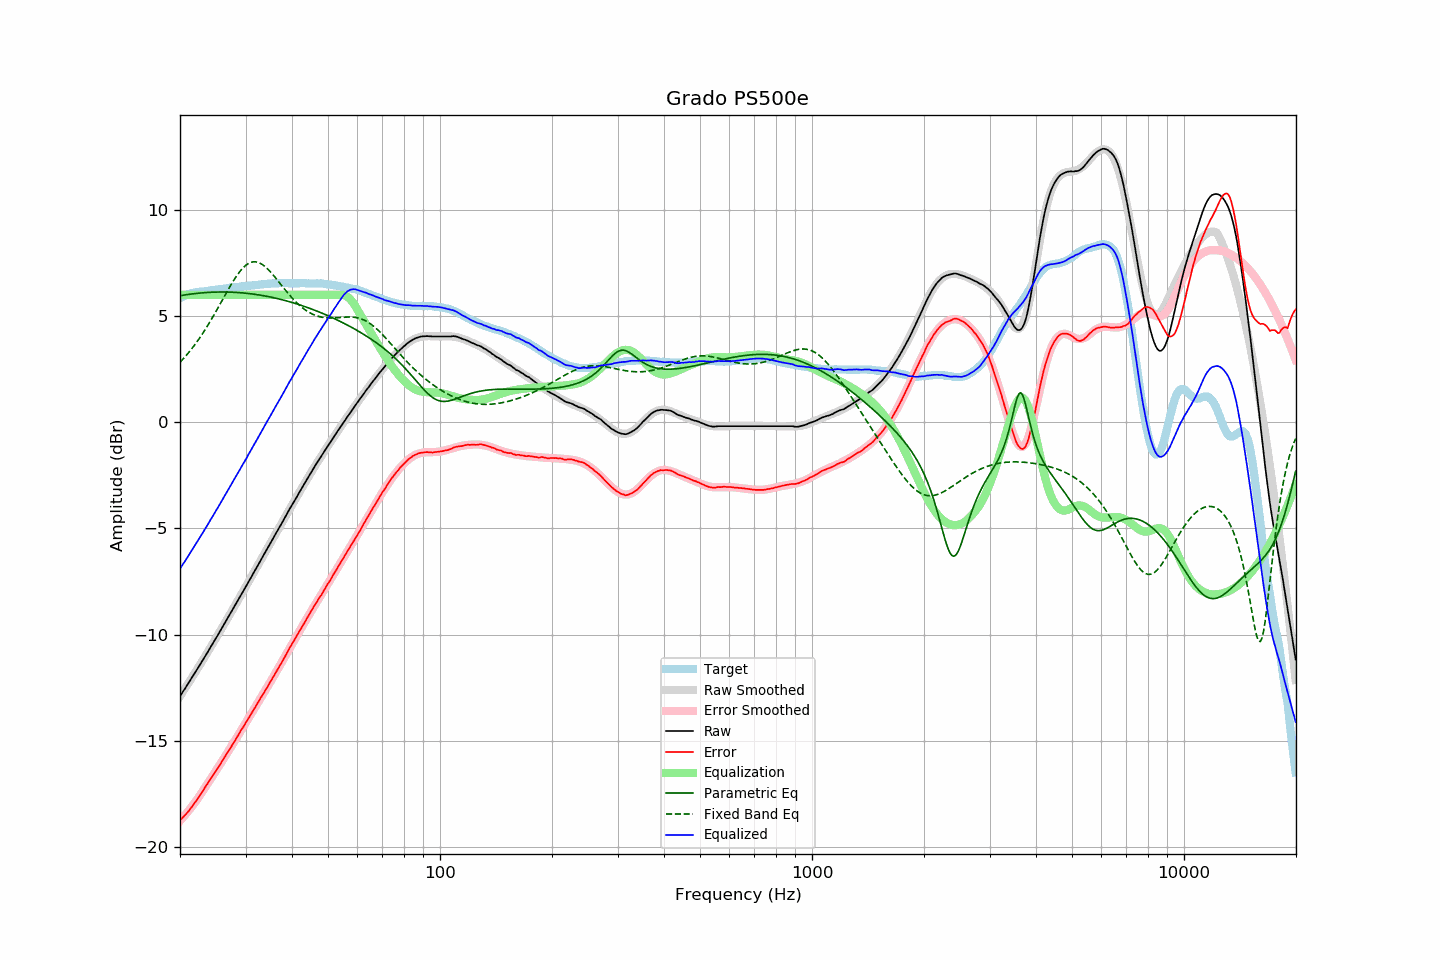 Grado PS500e
Amplitude (dBr)
10
5
0
−5
−10
−15
−20
Target
Raw Smoothed
Error Smoothed
Raw
Error
Equalization
Parametric Eq
Fixed Band Eq
Equalized
100
1000
10000
Frequency (Hz)